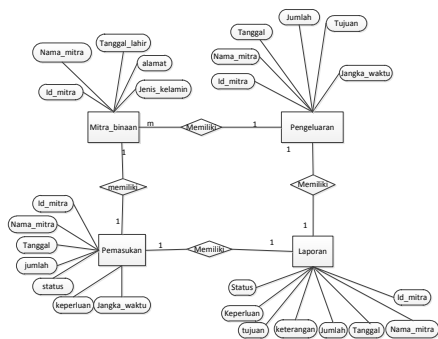 Jumlah
Tanggal
Tujuan
Nama_mitra
Tanggal_lahir
alamat
Nama_mitra
Id_mitra
Jenis_kelamin
Id_mitra
Jangka_waktu
Mitra_binaan
m
Memiliki
1
Pengeluaran
1
1
memiliki
Memiliki
Id_mitra
Nama_mitra
Tanggal
jumlah
status
keperluan
Jangka_waktu
1
Pemasukan
1
Memiliki
1
1
Laporan
Status
Keperluan
tujuan
keterangan
Jumlah
Tanggal
Nama_mitra
Id_mitra